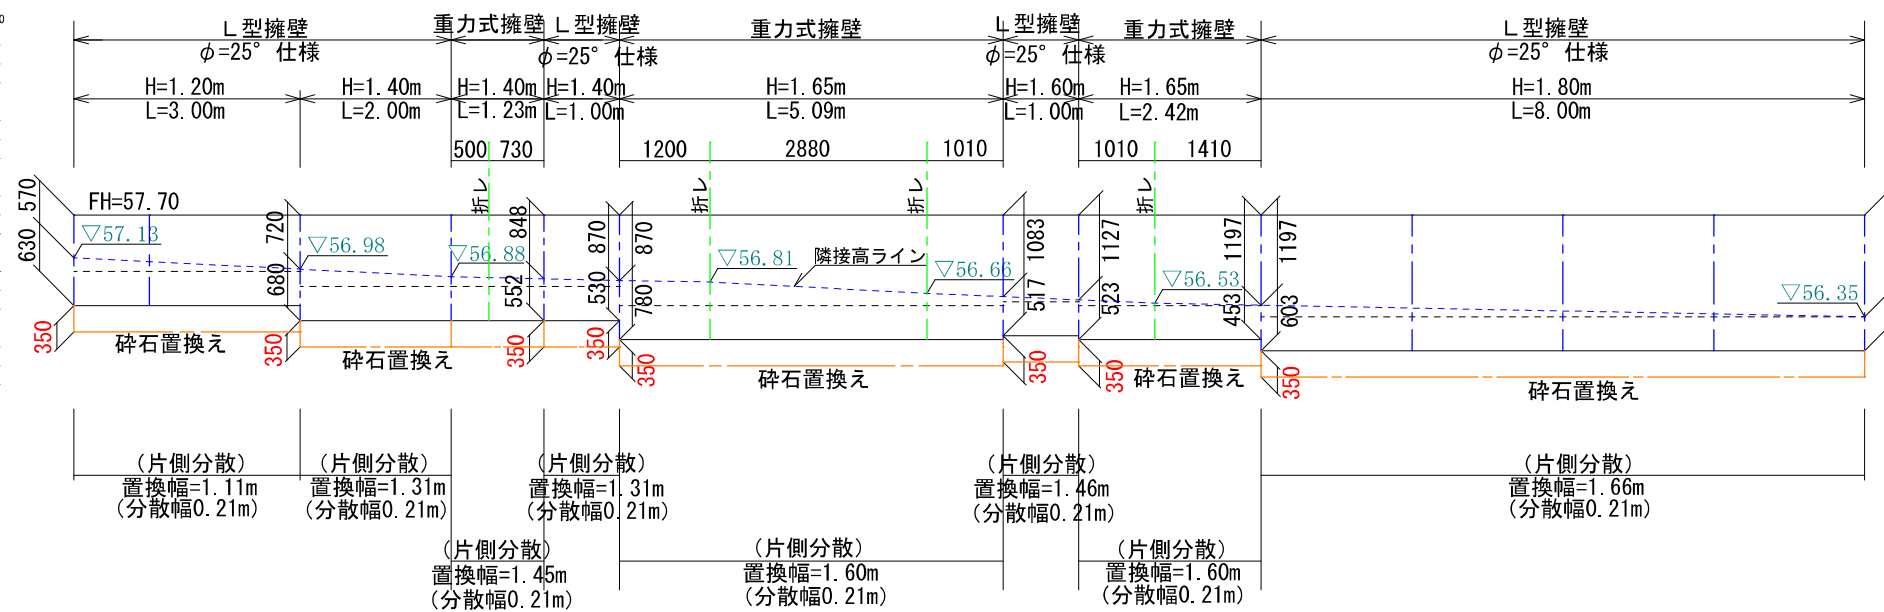 L型擁壁
φ=25° 仕様
重力式擁壁
L型擁壁
φ=25° 仕様
重力式擁壁
L型擁壁
φ=25° 仕様
重力式擁壁
L型擁壁
φ=25° 仕様
H=1.20m
L=3.00m
H=1.40m
L=2.00m
H=1.40m
L=1.23m
H=1.40m
L=1.00m
H=1.65m
L=5.09m
H=1.60m
L=1.00m
H=1.65m
L=2.42m
H=1.80m
L=8.00m
500
730
1200
2880
1010
1010
1410
折レ
折レ
折レ
折レ
570
630
FH=57.70
▽57.13
720
680
▽56.98
▽56.88
848
552
870
530
870
780
▽56.81
隣接高ライン
▽56.66
1083
517
1127
523
▽56.53
1197
453
1197
603
▽56.35
350
砕石置換え
350
砕石置換え
350
350
350
砕石置換え
350
350
砕石置換え
350
砕石置換え
(片側分散)
置換幅=1.11m
(分散幅0.21m)
(片側分散)
置換幅=1.31m
(分散幅0.21m)
(片側分散)
置換幅=1.31m
(分散幅0.21m)
(片側分散)
置換幅=1.46m
(分散幅0.21m)
(片側分散)
置換幅=1.66m
(分散幅0.21m)
(片側分散)
置換幅=1.45m
(分散幅0.21m)
(片側分散)
置換幅=1.60m
(分散幅0.21m)
(片側分散)
置換幅=1.60m
(分散幅0.21m)